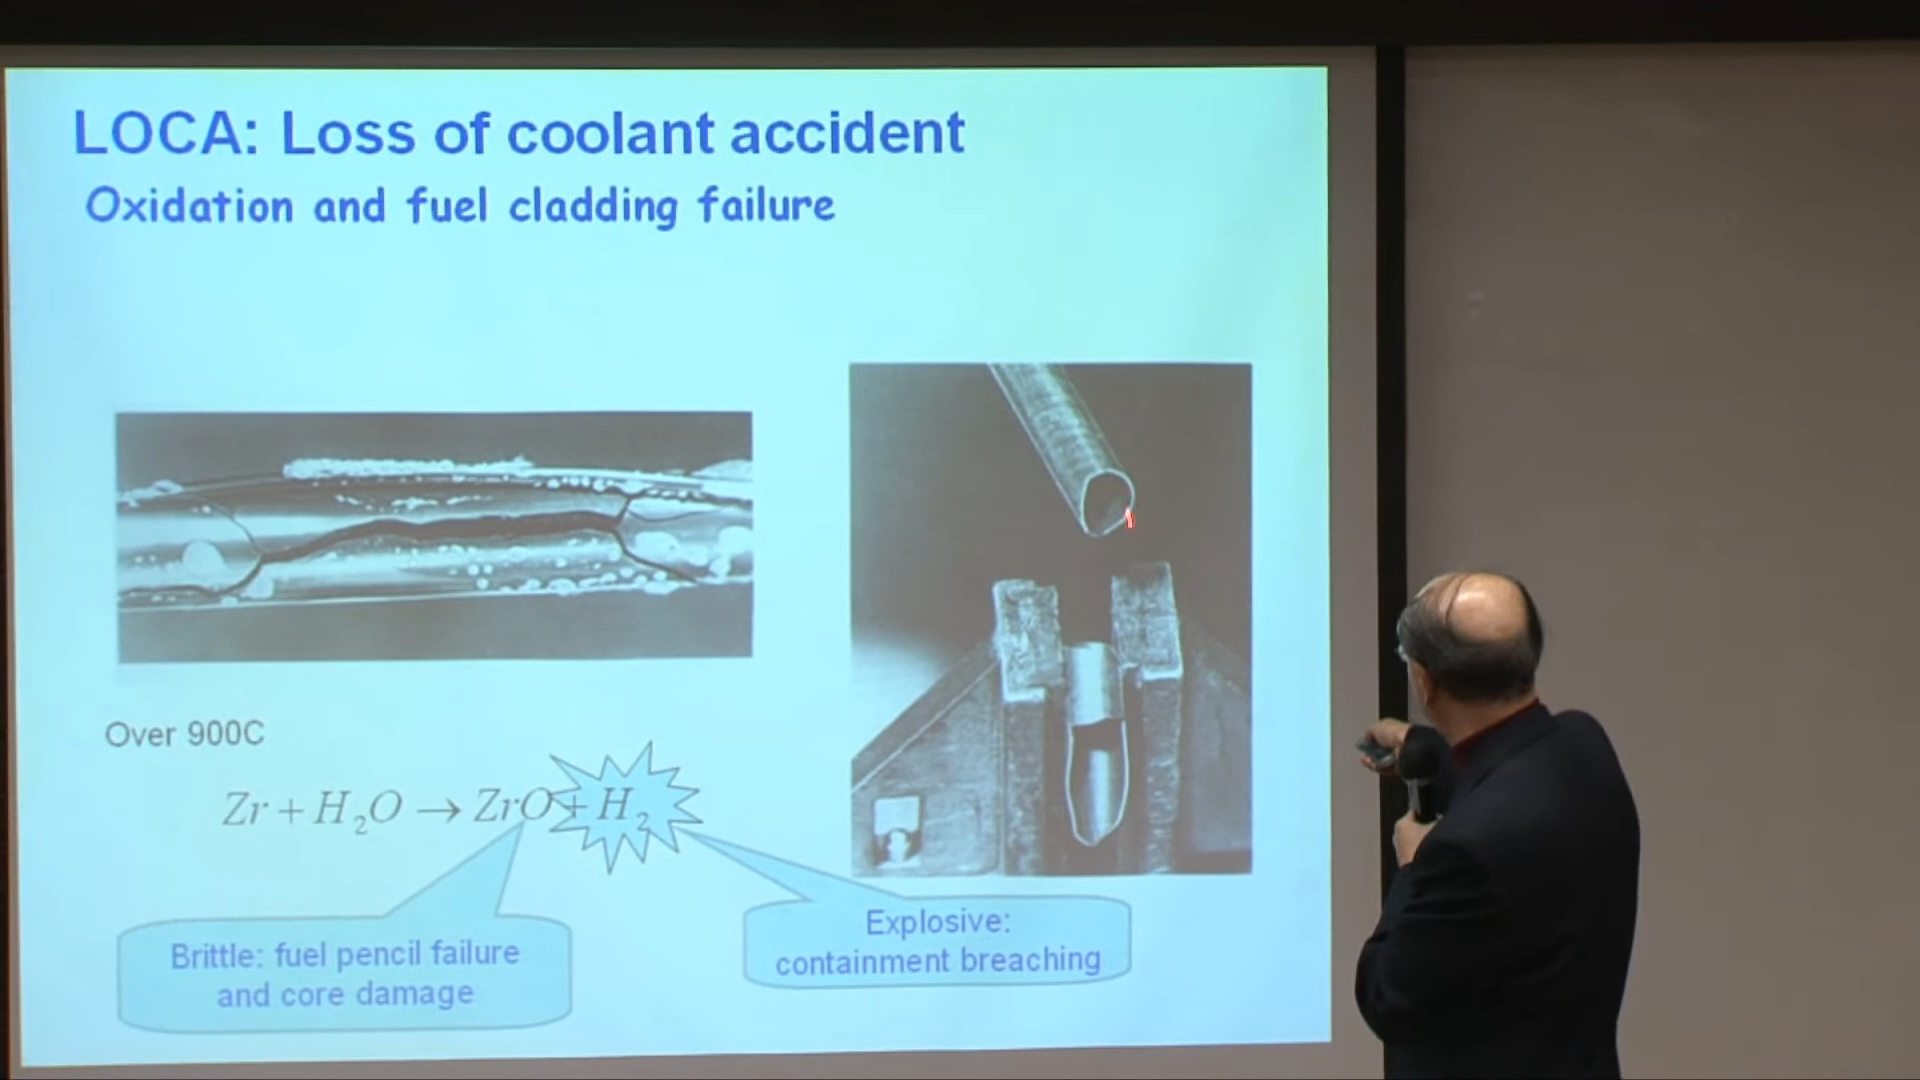 LOCA: Loss of coolant accident
Oxidation and fuel cladding failure
Over 900C
Zr + H₂O → ZrO + H₂
Brittle: fuel pencil failure
and core damage
Explosive:
containment breaching